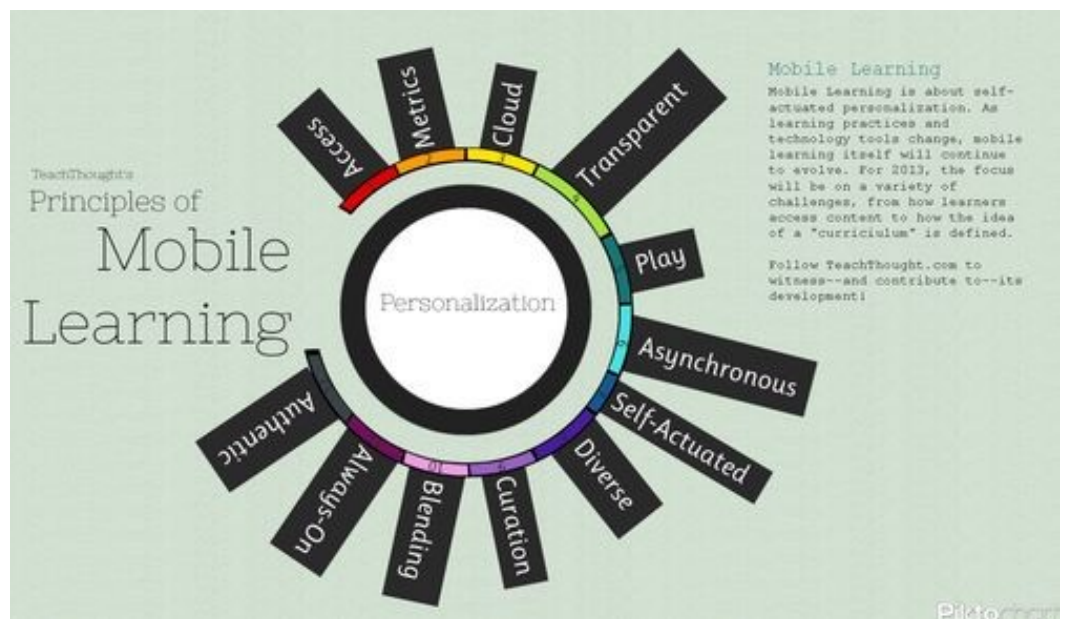 TeachThought's
Principles of
Mobile
Learning
Access
Metrics
Cloud
Transparent
Play
Asynchronous
Self-Actuated
Diverse
Curation
Blending
Always-On
Authentic
Personalization
Mobile Learning
Mobile Learning is about self-
actuated personalization. As
learning practices and
technology tools change, mobile
learning itself will continue
to evolve. For 2013, the focus
will be on a variety of
challenges, from how learners
access content to how the idea
of a "curriciulum" is defined.
Follow TeachThought.com to
witness--and contribute to--its
development!